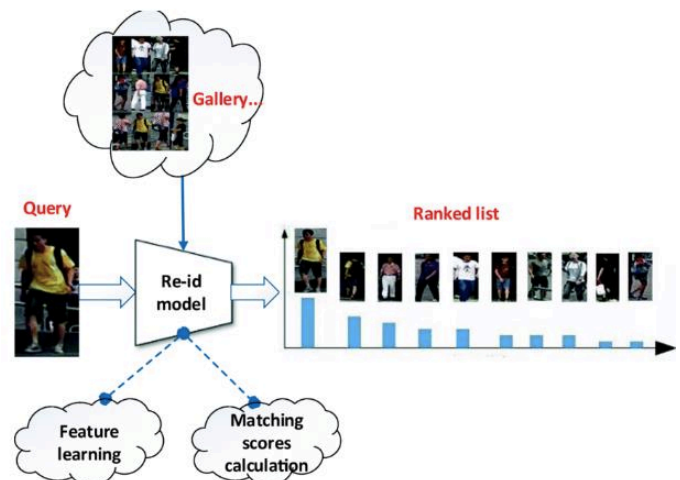 Gallery...
Query
Ranked list
Re-id
model
Feature
learning
Matching
scores
calculation